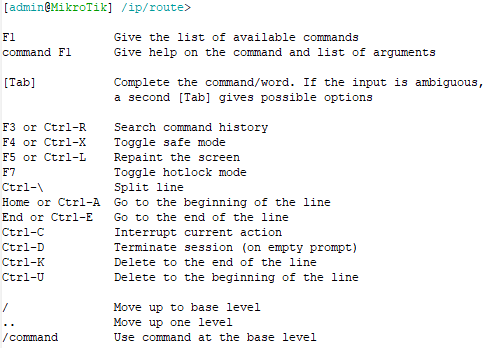 [admin@MikroTik] /ip/route>
F1 Give the list of available commands
command F1 Give help on the command and list of arguments
[Tab] Complete the command/word. If the input is ambiguous,
a second [Tab] gives possible options
F3 or Ctrl-R Search command history
F4 or Ctrl-X Toggle safe mode
F5 or Ctrl-L Repaint the screen
F7 Toggle hotlock mode
Ctrl-\ Split line
Home or Ctrl-A Go to the beginning of the line
End or Ctrl-E Go to the end of the line
Ctrl-C Interrupt current action
Ctrl-D Terminate session (on empty prompt)
Ctrl-K Delete to the end of the line
Ctrl-U Delete to the beginning of the line
/ Move up to base level
.. Move up one level
/command Use command at the base level